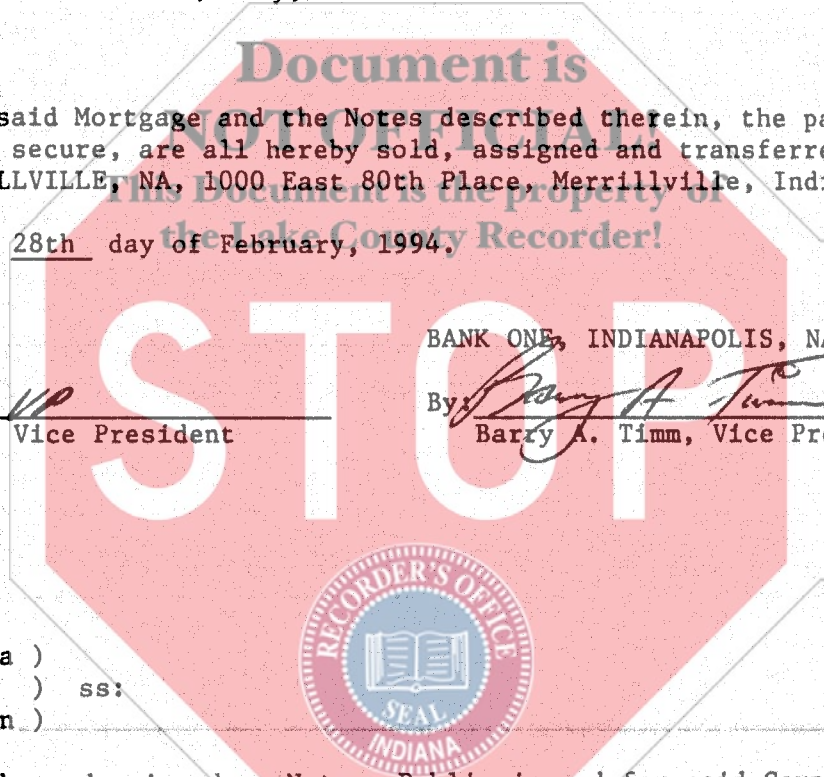 Document is
NOT OFFICIAL!
said Mortgage and the Notes described therein, the pa
secure, are all hereby sold, assigned and transferre
LLVILLE, NA, 1000 East 80th Place, Merrillville, Indi
This Document is the property of
the Lake County Recorder!
28th day of February, 1994.
STOP
BANK ONE, INDIANAPOLIS, NA
VP
By: Barry A Timm
Vice President
Barry A. Timm, Vice Pre
RECORDER'S OFFICE
SEAL
INDIANA
a )
) ss:
n )